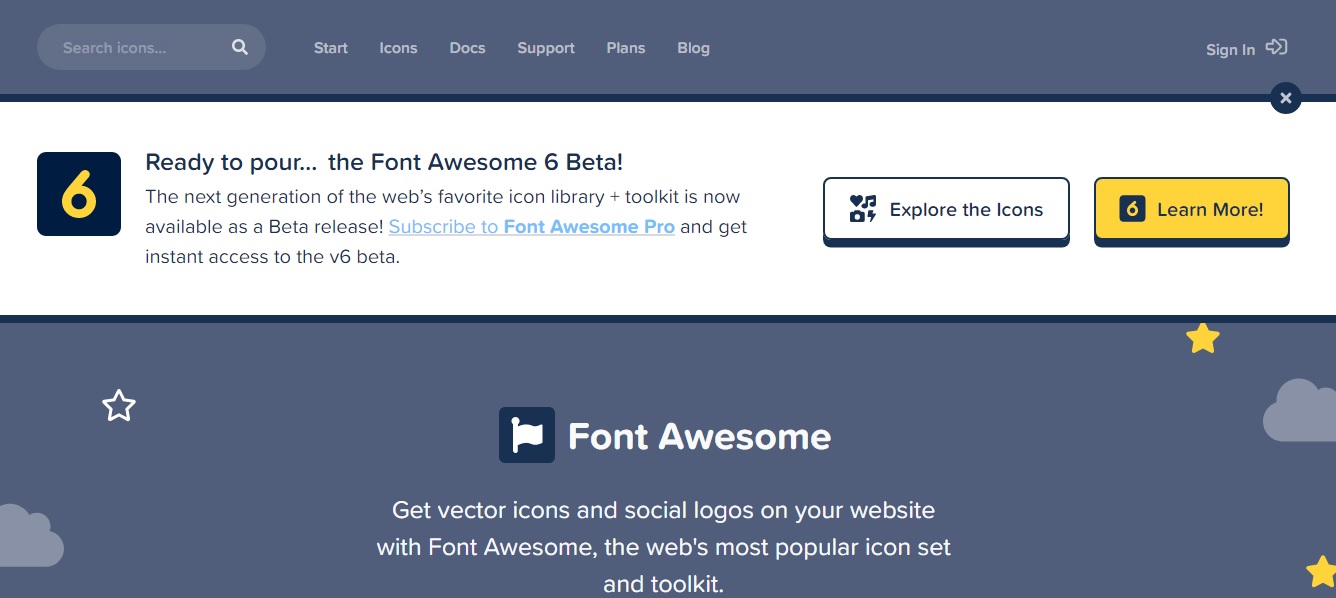 Search icons...
Start Icons Docs Support Plans Blog
Sign In
6
Ready to pour... the Font Awesome 6 Beta!
The next generation of the web’s favorite icon library + toolkit is now
available as a Beta release! Subscribe to Font Awesome Pro and get
instant access to the v6 beta.
Explore the Icons
6 Learn More!
Font Awesome
Get vector icons and social logos on your website
with Font Awesome, the web's most popular icon set
and toolkit.